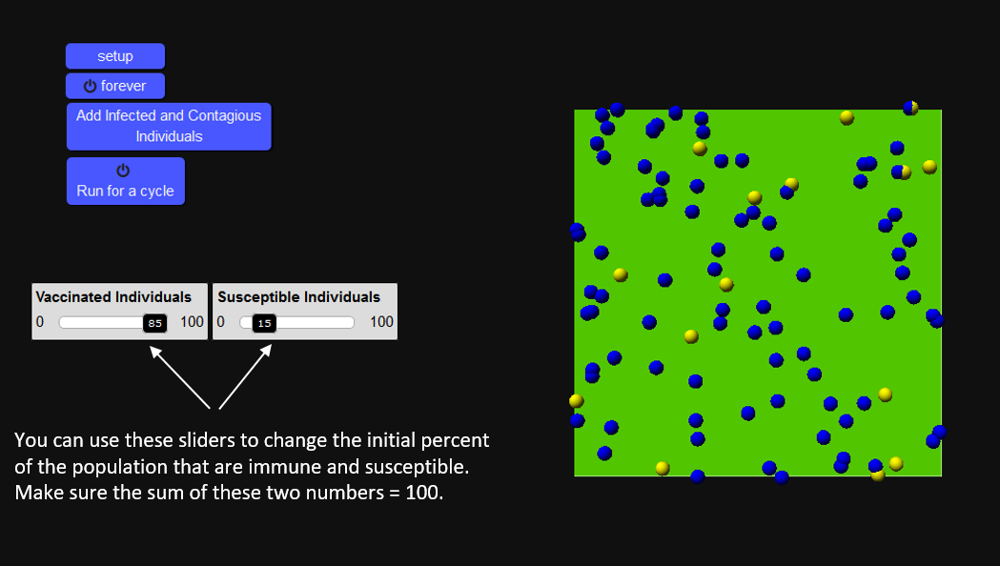 setup
forever
Add Infected and Contagious
Individuals
Run for a cycle
Vaccinated Individuals
0 85 100
Susceptible Individuals
0 15 100
You can use these sliders to change the initial percent
of the population that are immune and susceptible.
Make sure the sum of these two numbers = 100.